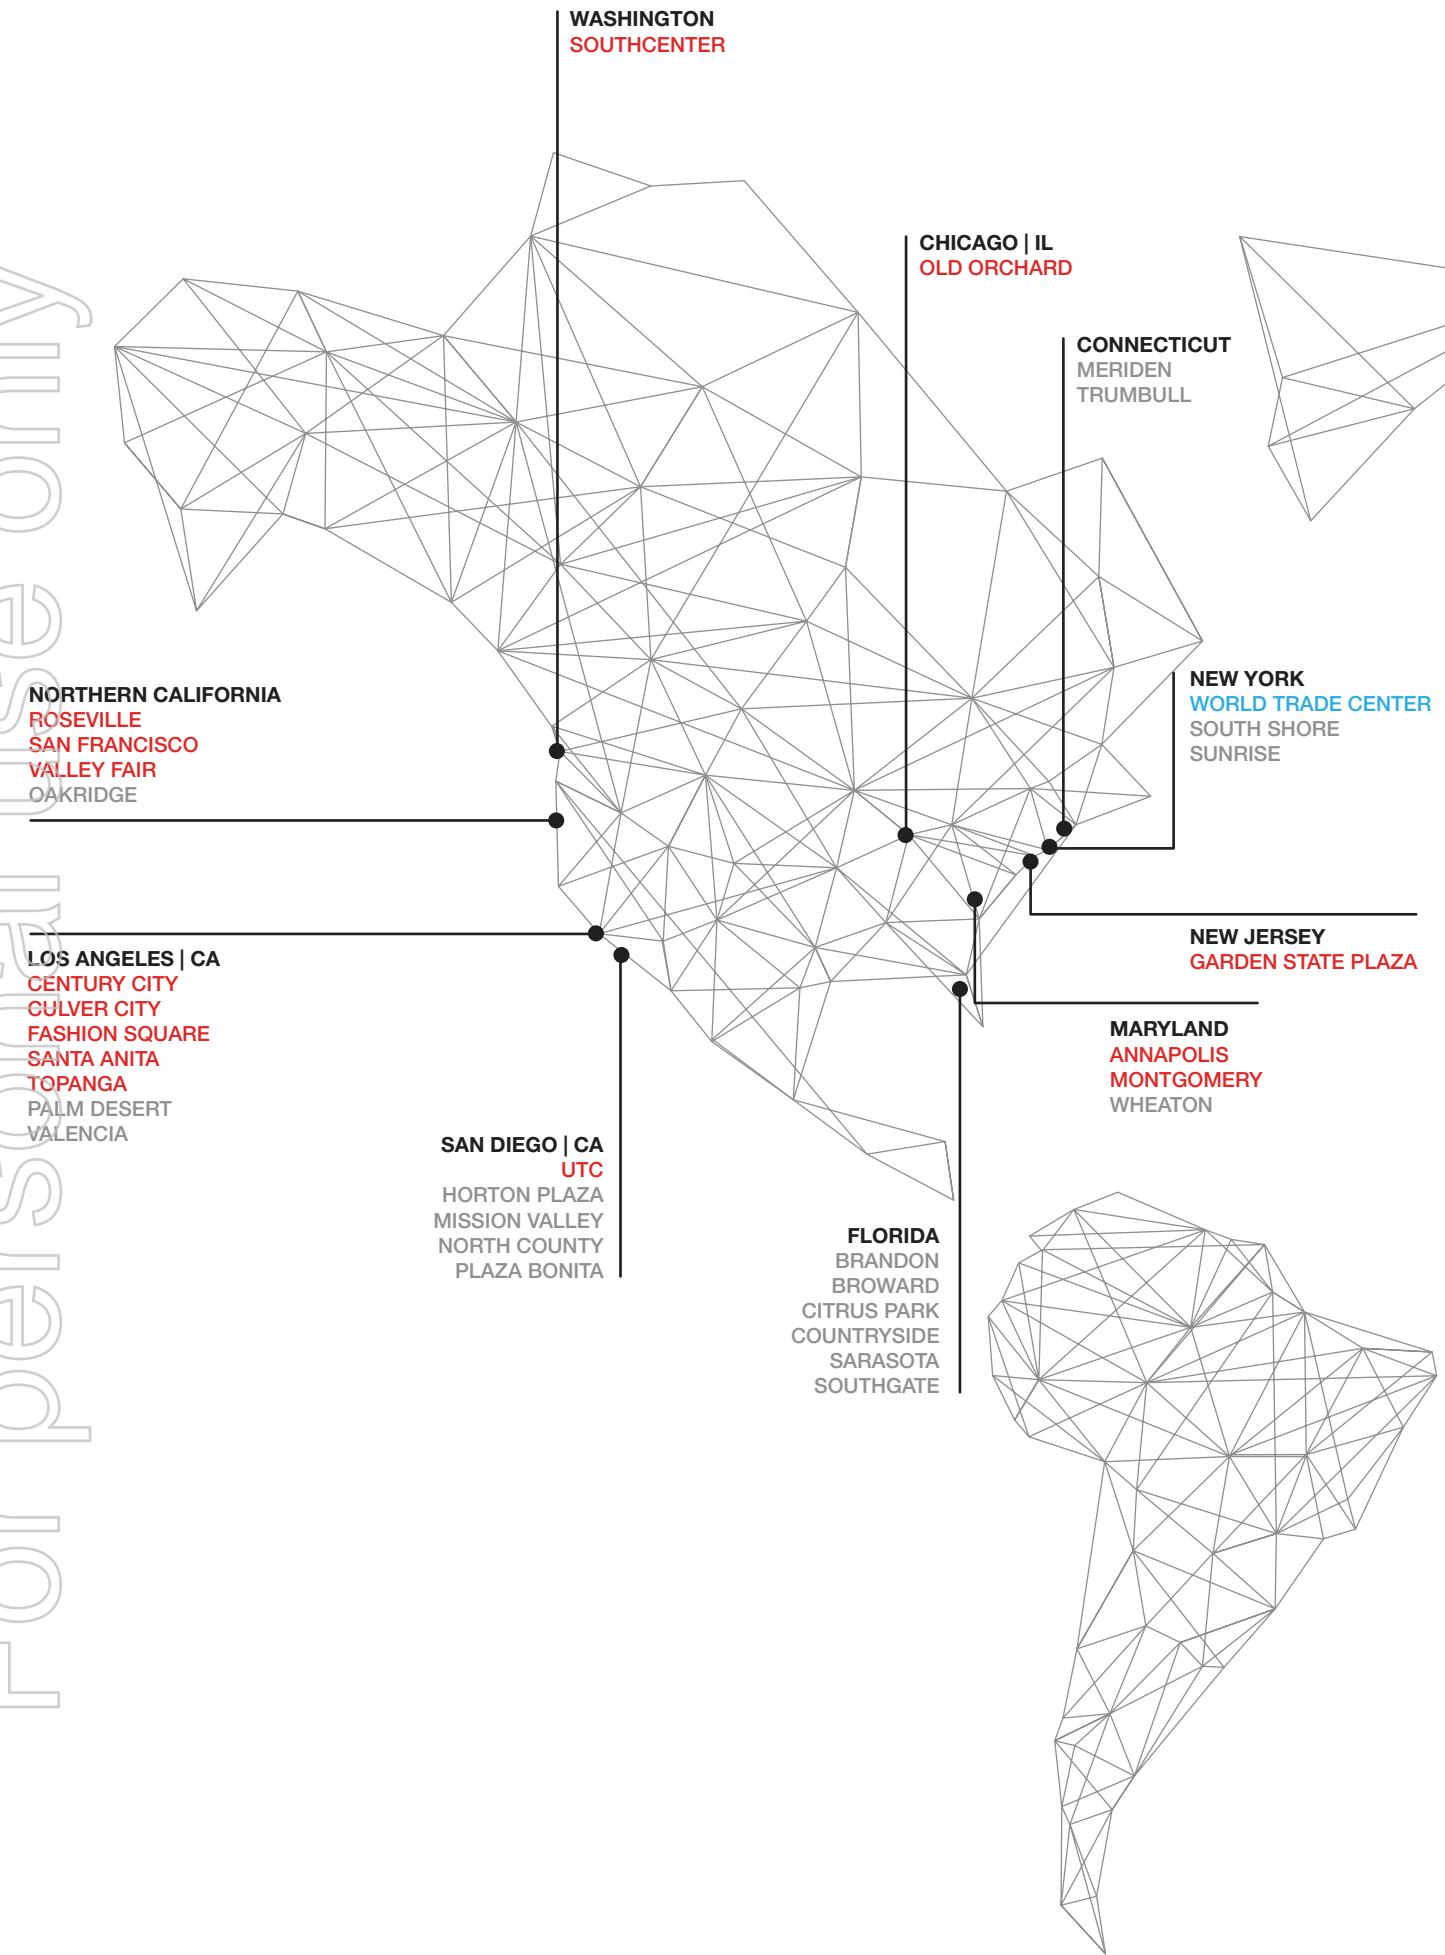 WASHINGTON
SOUTHCENTER
CHICAGO | IL
OLD ORCHARD
CONNECTICUT
MERIDEN
TRUMBULL
NORTHERN CALIFORNIA
ROSEVILLE
SAN FRANCISCO
VALLEY FAIR
OAKRIDGE
NEW YORK
WORLD TRADE CENTER
SOUTH SHORE
SUNRISE
LOS ANGELES | CA
CENTURY CITY
CULVER CITY
FASHION SQUARE
SANTA ANITA
TOPANGA
PALM DESERT
VALENCIA
NEW JERSEY
GARDEN STATE PLAZA
MARYLAND
ANNAPOLIS
MONTGOMERY
WHEATON
SAN DIEGO | CA
UTC
HORTON PLAZA
MISSION VALLEY
NORTH COUNTY
PLAZA BONITA
FLORIDA
BRANDON
BROWARD
CITRUS PARK
COUNTRYSIDE
SARASOTA
SOUTHGATE
For personal use only